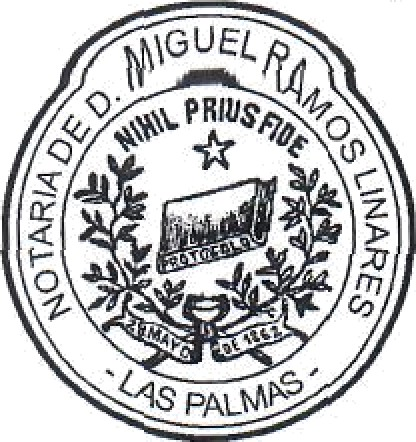 NOTARIA DE D. MIGUEL RAMOS LINARES
NIHIL PRIUS FIDE
PROTOCOLO
28 MAYO DE 1862
- LAS PALMAS -